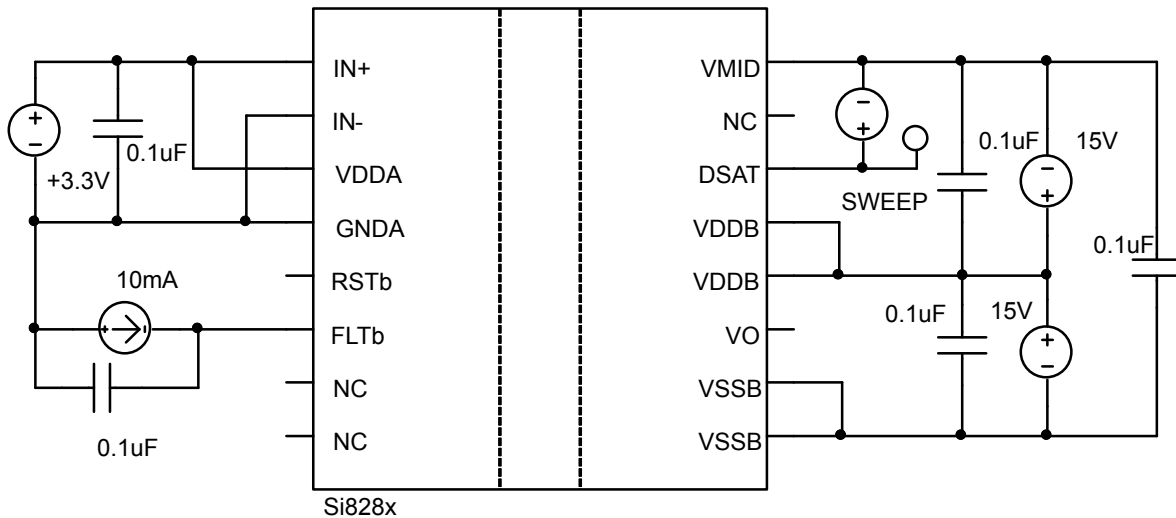 IN+
VMID
+
-
-
+
IN-
NC
0.1uF
0.1uF
15V
+3.3V
VDDA
DSAT
-
+
SWEEP
GNDA
VDDB
0.1uF
10mA
RSTb
VDDB
+
-
FLTb
VO
0.1uF
15V
+
-
NC
VSSB
0.1uF
NC
VSSB
Si828x